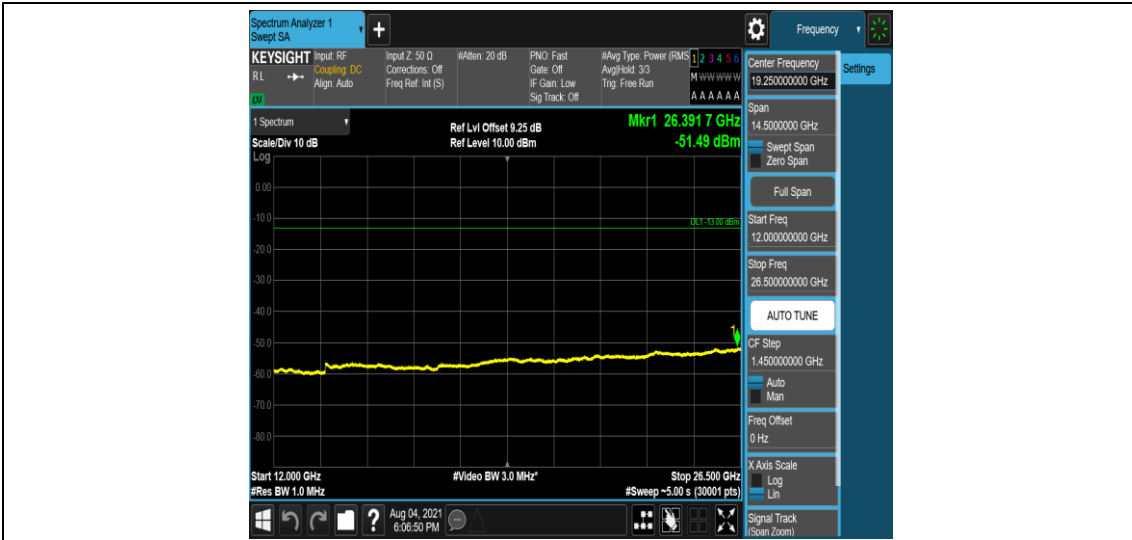 Spectrum Analyzer 1
Swept SA
+
Frequency
KEYSIGHT
RL
LXI
Input: RF
Coupling: DC
Align: Auto
Input Z: 50 Ω
Corrections: Off
Freq Ref: Int (S)
#Atten: 20 dB
PNO: Fast
Gate: Off
IF Gain: Low
Sig Track: Off
#Avg Type: Power (RMS
Avg|Hold: 3/3
Trig: Free Run
1 2 3 4 5 6
M W W W W W
A A A A A A
1 Spectrum
Scale/Div 10 dB
Log
Ref Lvl Offset 9.25 dB
Ref Level 10.00 dBm
Mkr1 26.391 7 GHz
-51.49 dBm
0.00
-10.0
DL1 -13.00 dBm
-20.0
-30.0
-40.0
1
-50.0
-60.0
-70.0
-80.0
Start 12.000 GHz
#Res BW 1.0 MHz
#Video BW 3.0 MHz*
Stop 26.500 GHz
#Sweep ~5.00 s (30001 pts)
?
Aug 04, 2021
6:06:50 PM
Center Frequency
19.250000000 GHz
Settings
Span
14.5000000 GHz
Swept Span
Zero Span
Full Span
Start Freq
12.000000000 GHz
Stop Freq
26.500000000 GHz
AUTO TUNE
CF Step
1.450000000 GHz
Auto
Man
Freq Offset
0 Hz
X Axis Scale
Log
Lin
Signal Track
(Span Zoom)